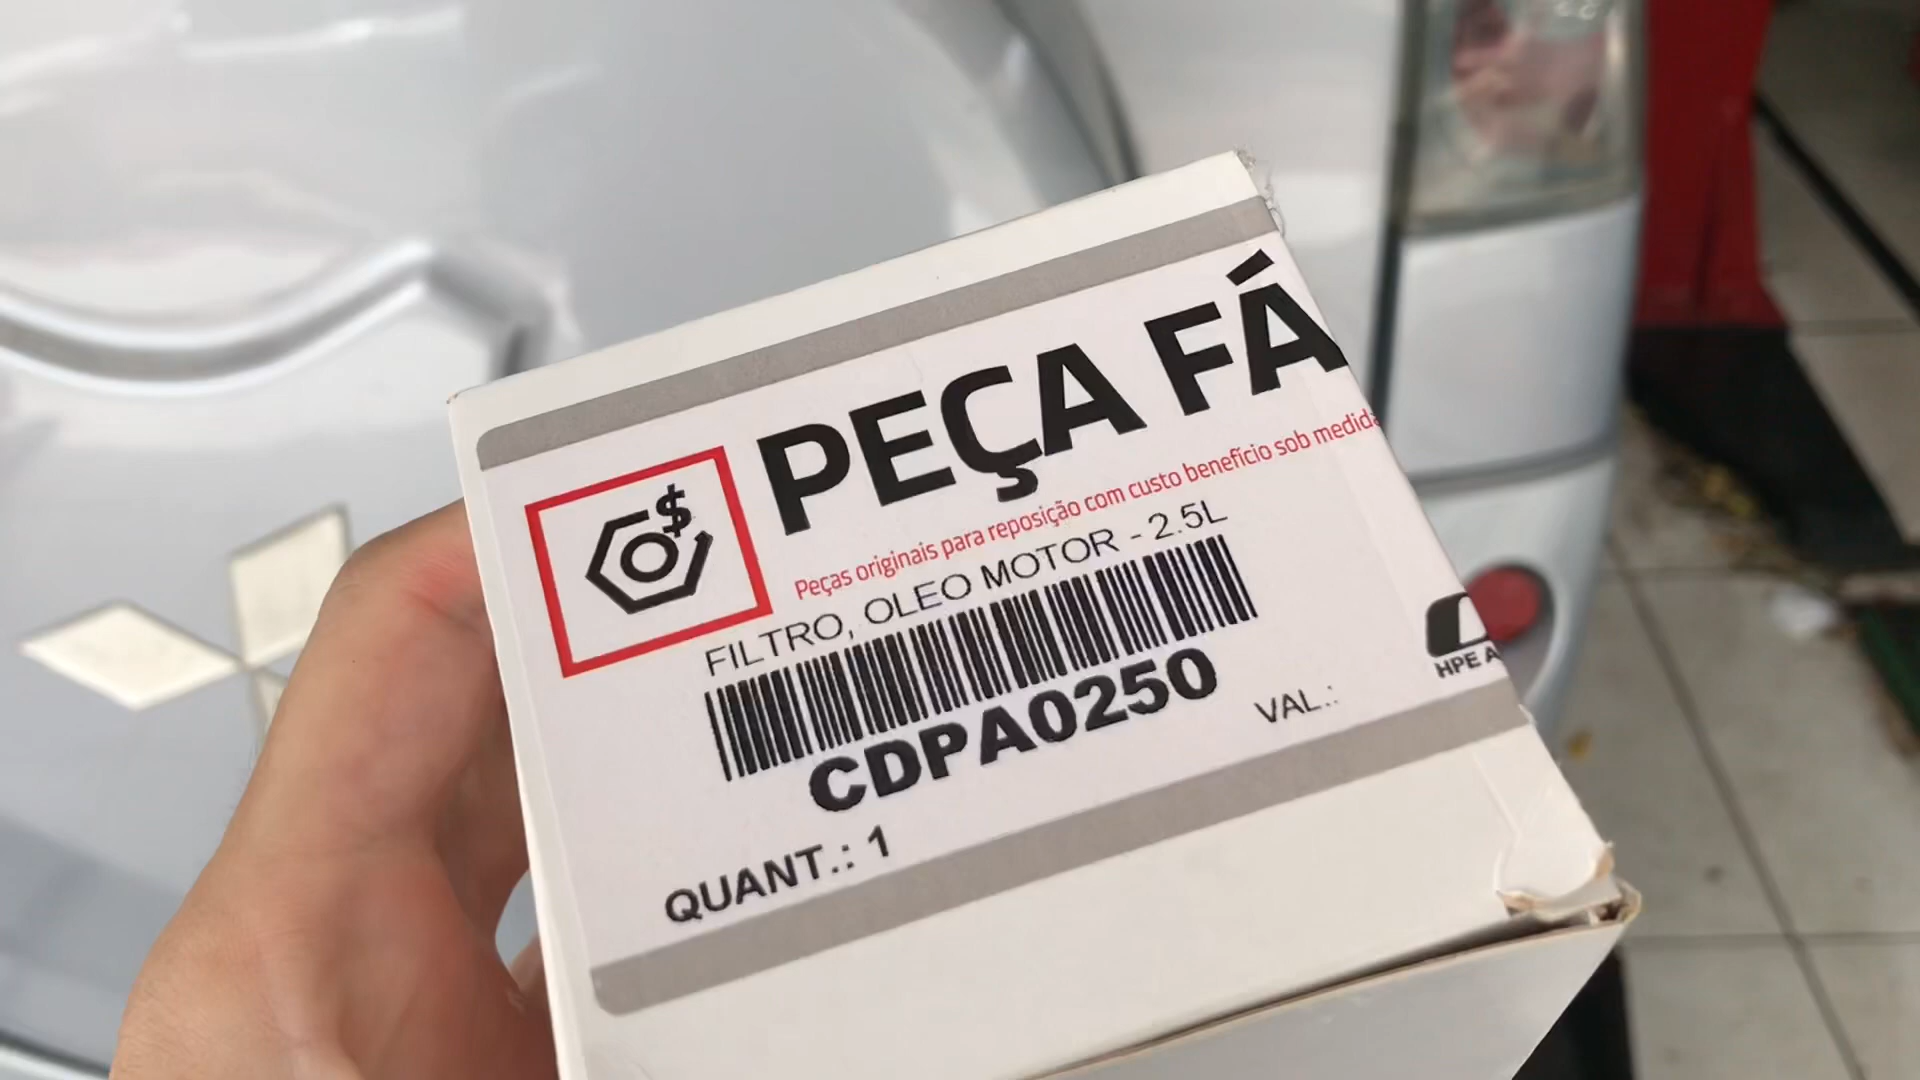 PEÇA FÁ
Peças originais para reposição com custo benefício sob medida
FILTRO, OLEO MOTOR - 2.5L
CDPA0250
VAL.:
HPE A
QUANT.: 1